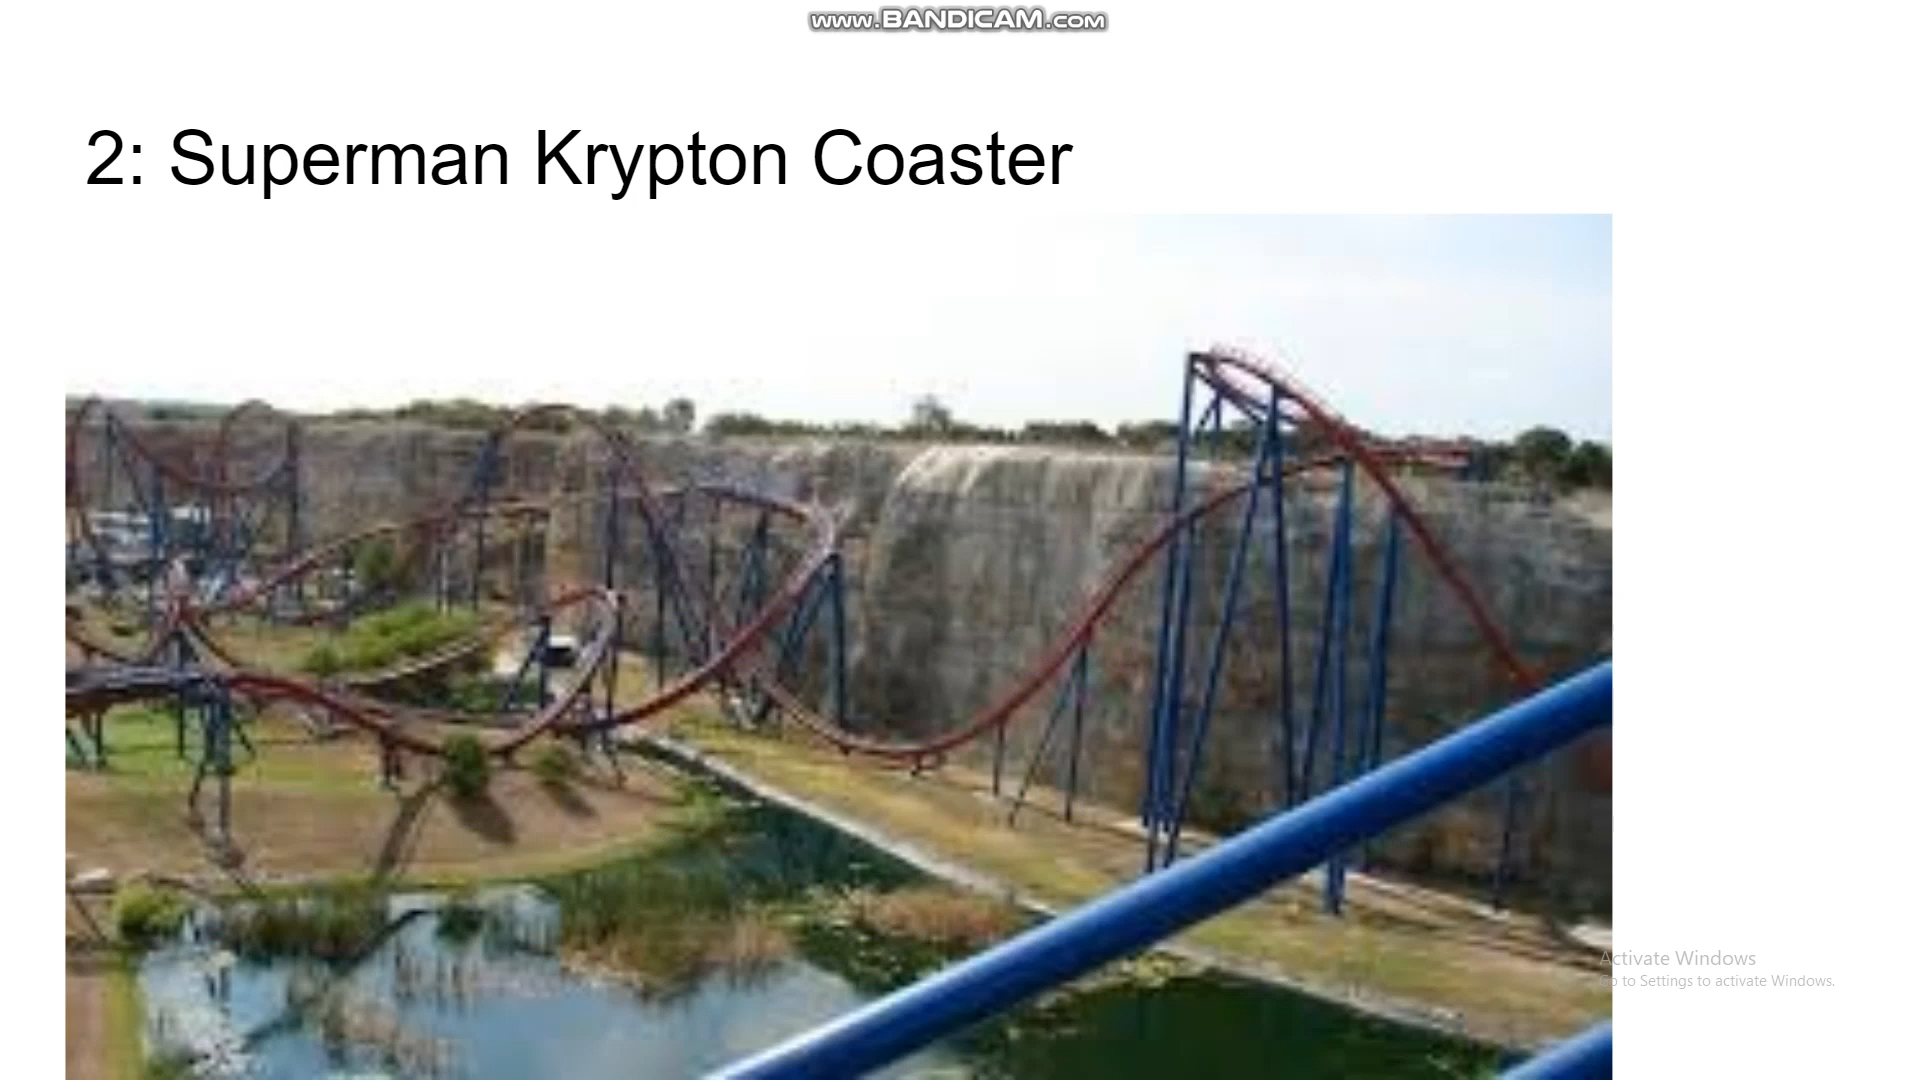 www.BANDICAM.com
2: Superman Krypton Coaster
Activate Windows
Go to Settings to activate Windows.